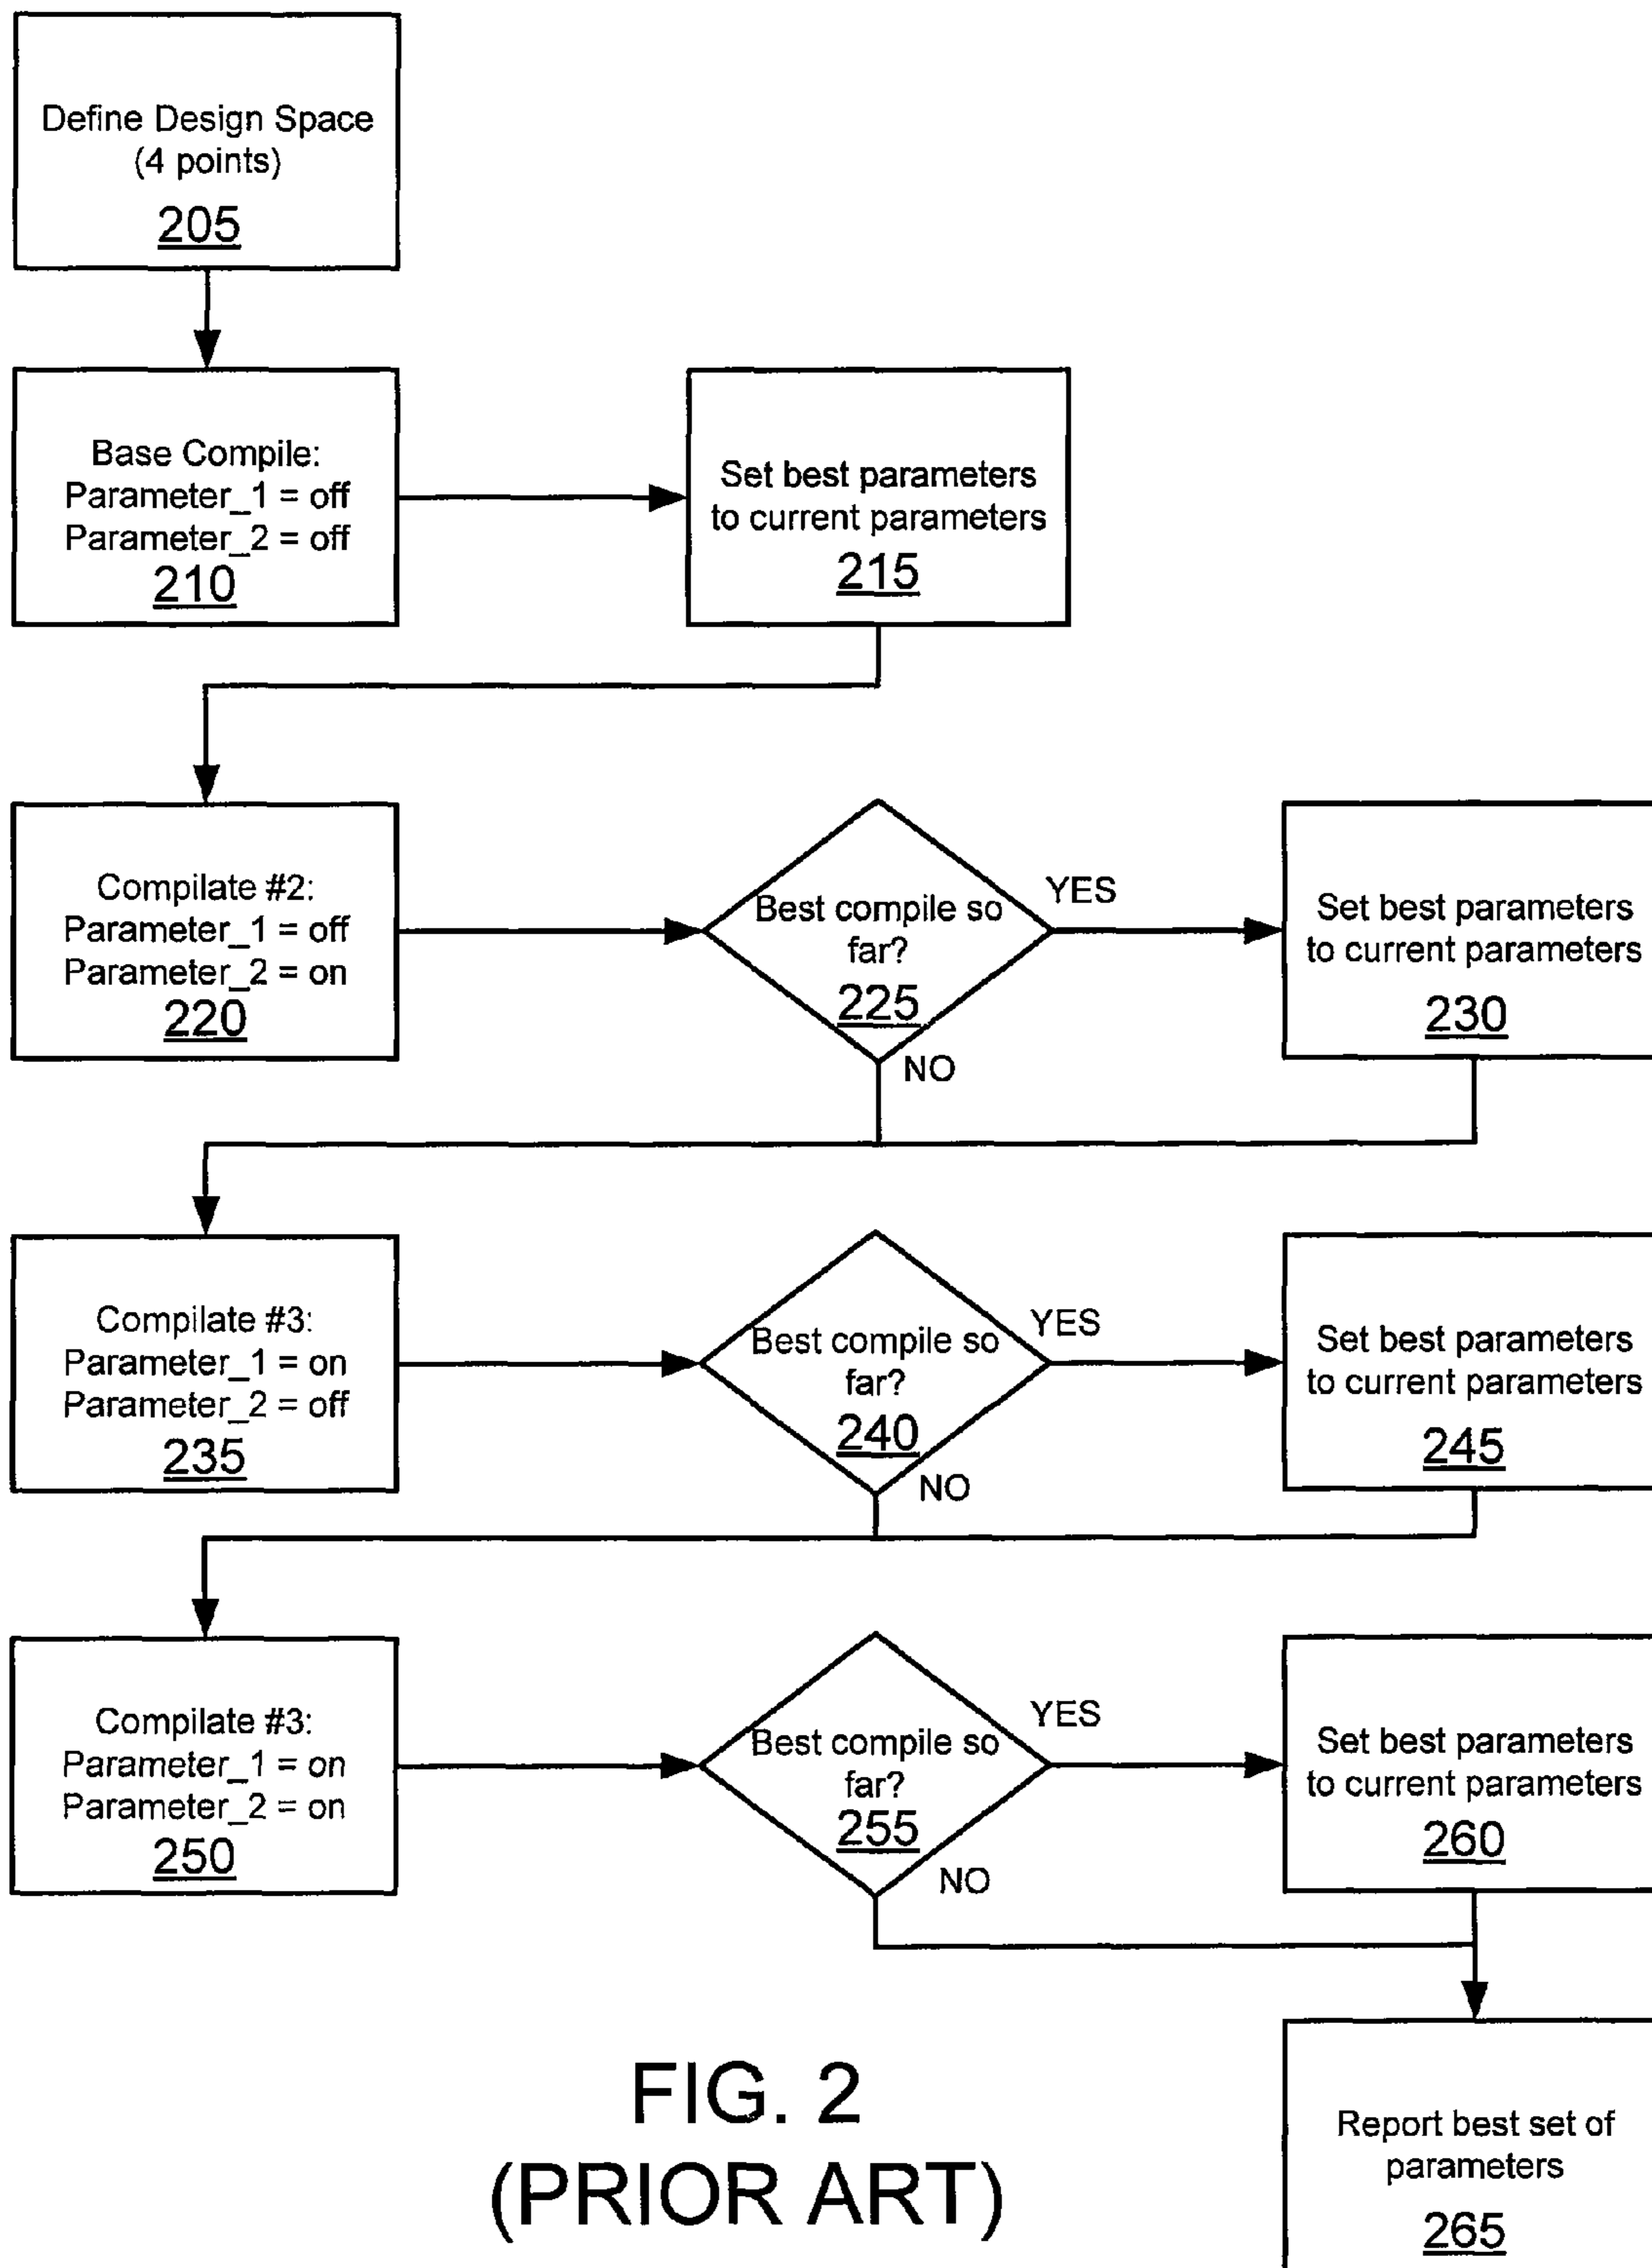 Define Design Space
(4 points)
205
Base Compile:
Parameter_1 = off
Parameter_2 = off
210
Set best parameters
to current parameters
215
Compilate #2:
Parameter_1 = off
Parameter_2 = on
220
Best compile so
far?
225
YES
NO
Set best parameters
to current parameters
230
Compilate #3:
Parameter_1 = on
Parameter_2 = off
235
Best compile so
far?
240
YES
NO
Set best parameters
to current parameters
245
Compilate #3:
Parameter_1 = on
Parameter_2 = on
250
Best compile so
far?
255
YES
NO
Set best parameters
to current parameters
260
Report best set of
parameters
265
FIG. 2
(PRIOR ART)